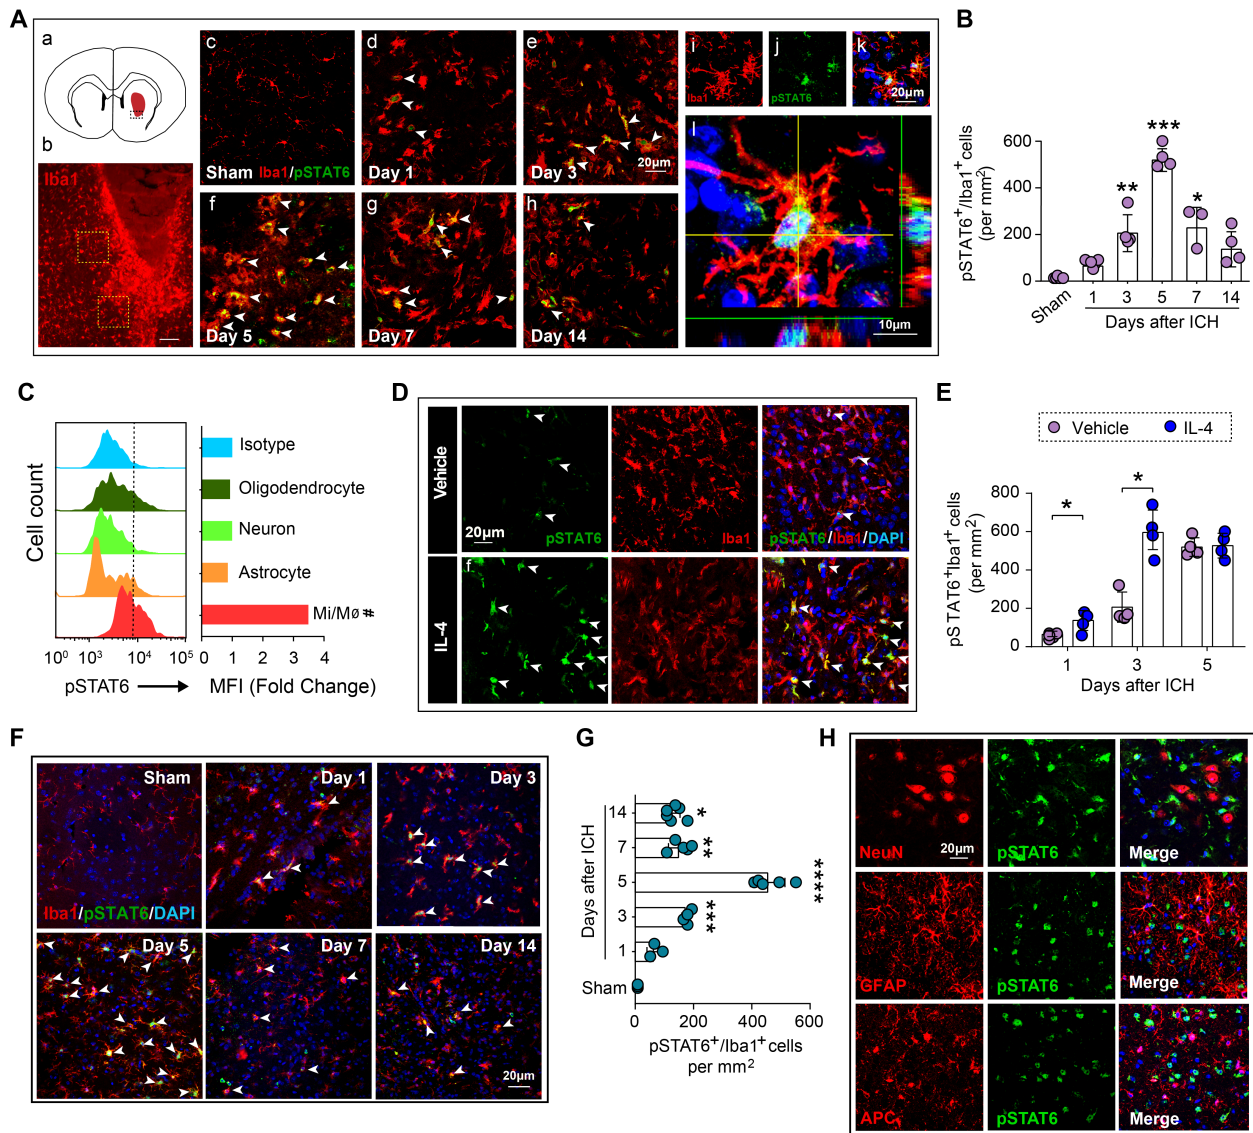 A
a
b
Iba1
c
Sham Iba1/pSTAT6
d
Day 1
e
20µm
Day 3
f
Day 5
g
Day 7
h
Day 14
i
Iba1
j
pSTAT6
k
20µm
l
10µm
B
pSTAT6+/Iba1+ cells
(per mm2)
600
400
200
0
***
**
*
Sham
1 3 5 7 14
Days after ICH
C
Cell count
Isotype
Oligodendrocyte
Neuron
Astrocyte
Mi/Mø #
10^0 10^3 10^4 10^5
0 1 2 3 4
pSTAT6
MFI (Fold Change)
D
Vehicle
20µm
pSTAT6
Iba1
pSTAT6/Iba1/DAPI
IL-4
f
E
Vehicle IL-4
pSTAT6+Iba1+ cells
(per mm2)
800
600
400
200
0
*
*
1 3 5
Days after ICH
F
Sham
Iba1/pSTAT6/DAPI
Day 1
Day 3
Day 5
Day 7
Day 14
20µm
G
Days after ICH
14
7
5
3
1
Sham
*
**
****
***
0 200 400 600
pSTAT6+/Iba1+ cells
per mm2
H
NeuN
20µm
pSTAT6
Merge
GFAP
pSTAT6
Merge
APC
pSTAT6
Merge